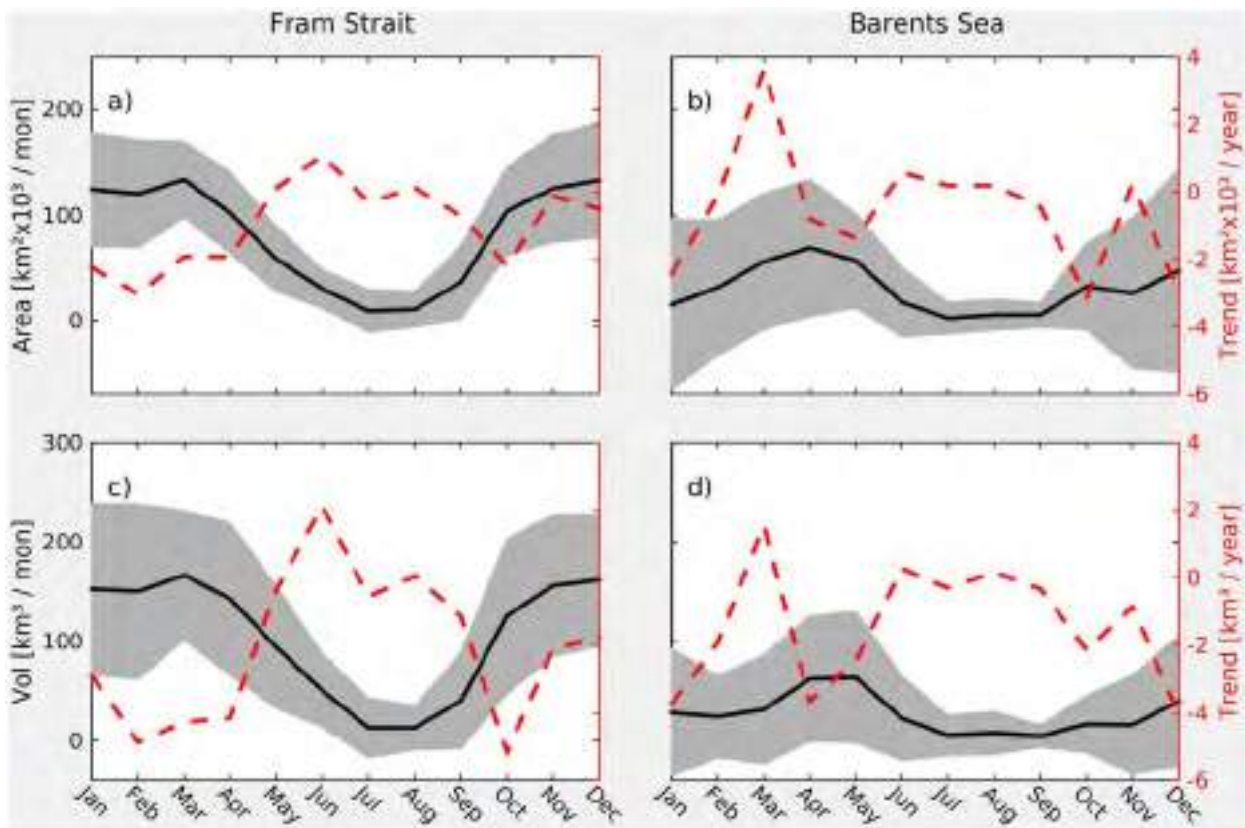 Fram Strait
Barents Sea
a)
b)
200
100
0
Area [km²x10³ / mon]
4
2
0
-2
-4
-6
Trend [km²x10³ / year]
c)
d)
300
200
100
0
Vol [km³ / mon]
4
2
0
-2
-4
-6
Trend [km³ / year]
Jan Feb Mar Apr May Jun Jul Aug Sep Oct Nov Dec
Jan Feb Mar Apr May Jun Jul Aug Sep Oct Nov Dec